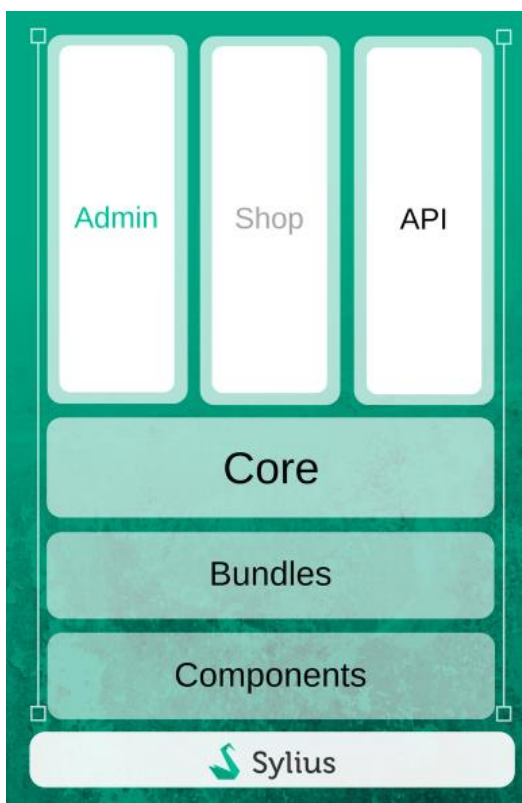 Admin
Shop
API
Core
Bundles
Components
Sylius